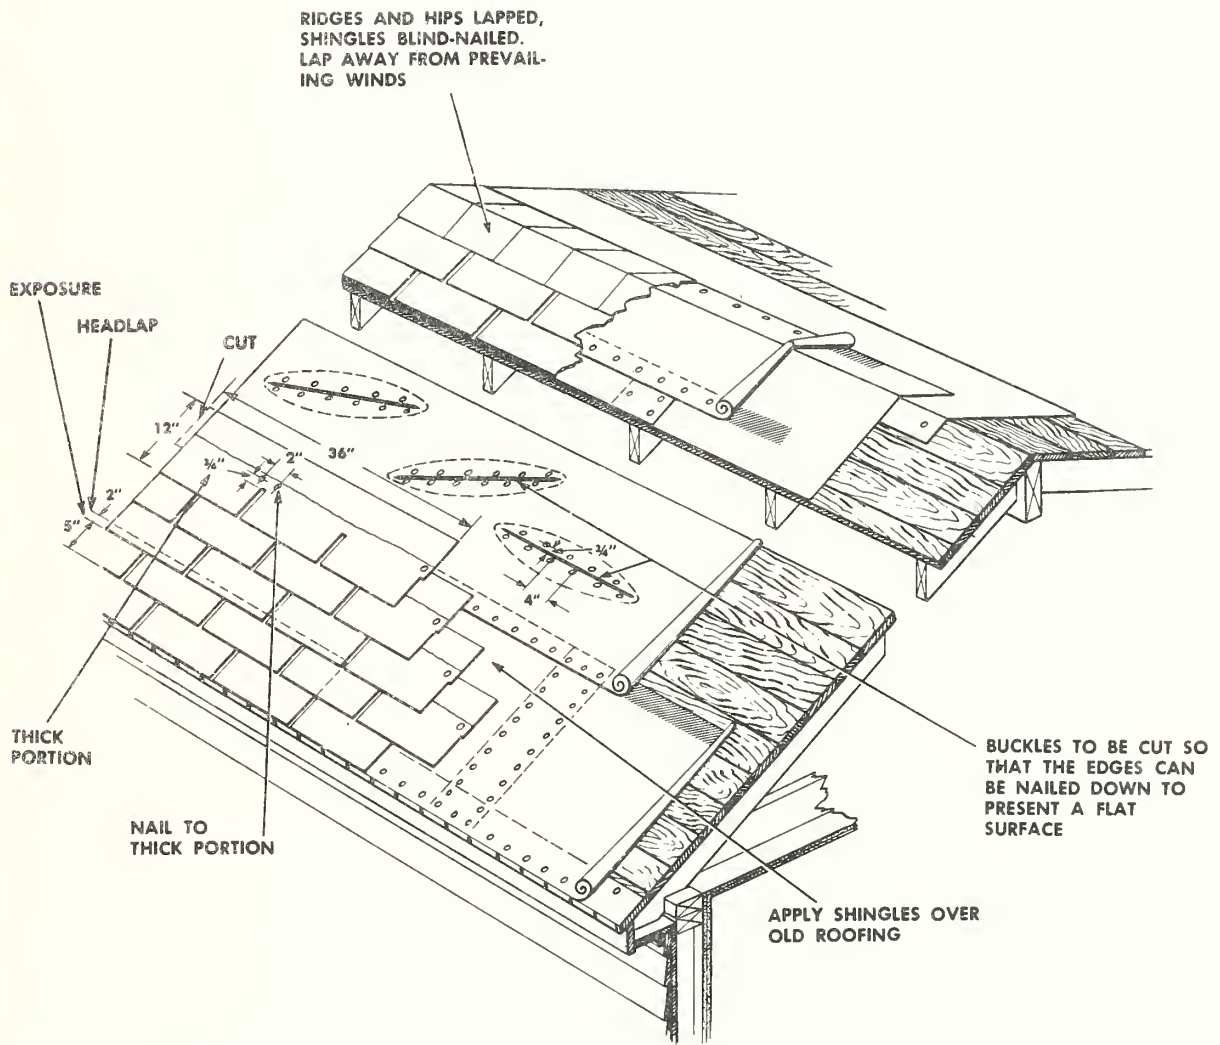 RIDGES AND HIPS LAPPED,
SHINGLES BLIND-NAILED.
LAP AWAY FROM PREVAIL-
ING WINDS
EXPOSURE
HEADLAP
CUT
12"
36"
¾"
2"
2"
5"
¾"
4"
THICK
PORTION
NAIL TO
THICK PORTION
BUCKLES TO BE CUT SO
THAT THE EDGES CAN
BE NAILED DOWN TO
PRESENT A FLAT
SURFACE
APPLY SHINGLES OVER
OLD ROOFING